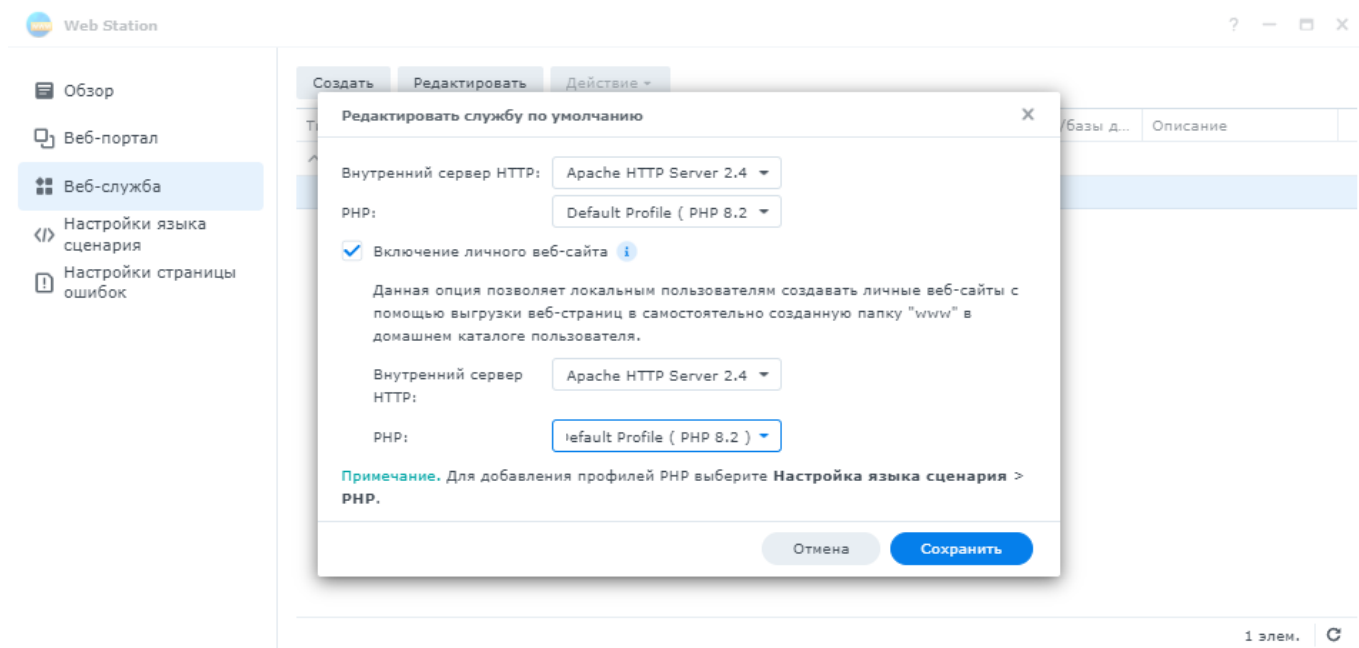 Web Station
Обзор
Веб-портал
Веб-служба
Настройки языка
сценария
Настройки страницы
ошибок
Создать Редактировать Действие
/базы д... Описание
Редактировать службу по умолчанию
Внутренний сервер HTTP: Apache HTTP Server 2.4
PHP: Default Profile ( PHP 8.2
Включение личного веб-сайта
Данная опция позволяет локальным пользователям создавать личные веб-сайты с
помощью выгрузки веб-страниц в самостоятельно созданную папку "www" в
домашнем каталоге пользователя.
Внутренний сервер
HTTP:
Apache HTTP Server 2.4
PHP: efault Profile ( PHP 8.2 )
Примечание. Для добавления профилей PHP выберите Настройка языка сценария >
PHP.
Отмена Сохранить
1 элем.